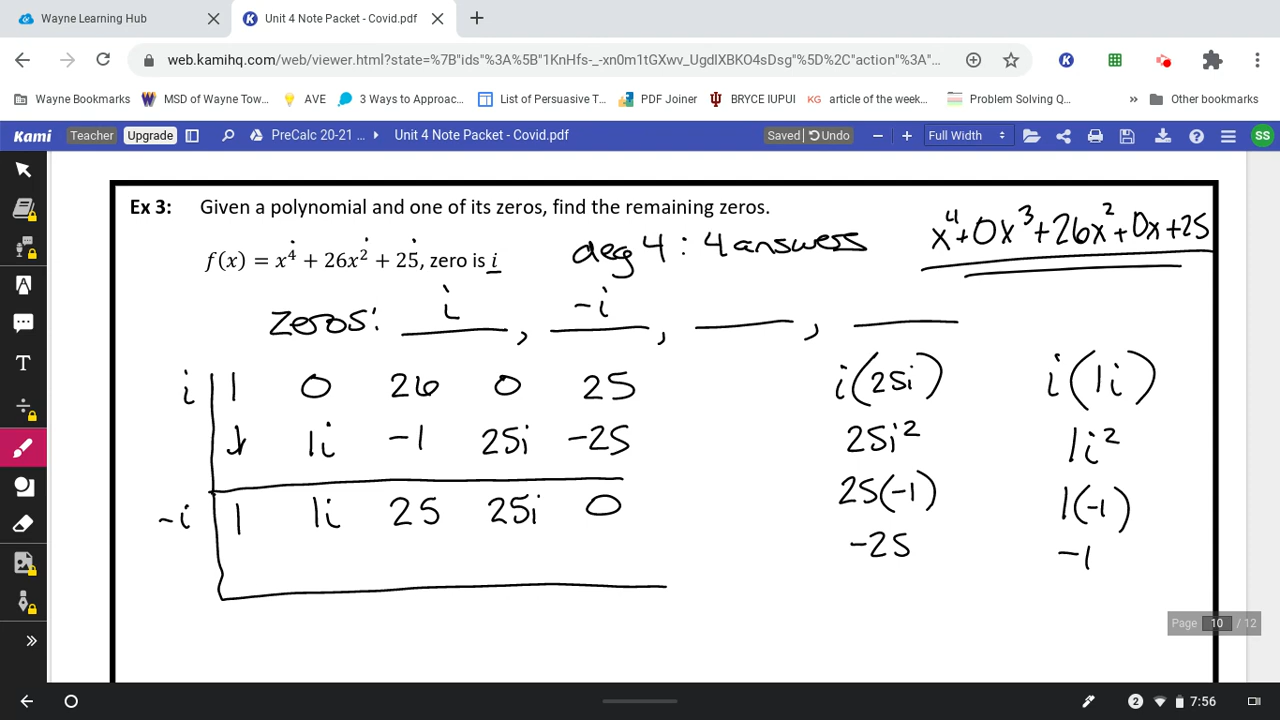 Wayne Learning Hub
Unit 4 Note Packet - Covid.pdf
web.kamihq.com/web/viewer.html?state=%7B"ids"%3A%5B"1KnHfs-_-xn0m1tGXwv_UgdIXBKO4sDsg"%5D%2C"action"%3A"...
Wayne Bookmarks
MSD of Wayne Tow...
AVE
3 Ways to Approac...
List of Persuasive T...
PDF Joiner
BRYCE IUPUI
KG article of the week...
Problem Solving Q...
»
Other bookmarks
Kami Teacher Upgrade
PreCalc 20-21 ...
Unit 4 Note Packet - Covid.pdf
Saved Undo
Full Width
SS
Ex 3: Given a polynomial and one of its zeros, find the remaining zeros.
x⁴+0x³+26x²+0x+25
f(x) = x⁴ + 26x² + 25, zero is i
deg 4 : 4 answers
zeros: i , -i , ____ , ____
i | 1 0 26 0 25
↓ 1i -1 25i -25
-i | 1 1i 25 25i 0
i(25i)
25i²
25(-1)
-25
i(1i)
1i²
1(-1)
-1
Page 10 / 12
2 7:56